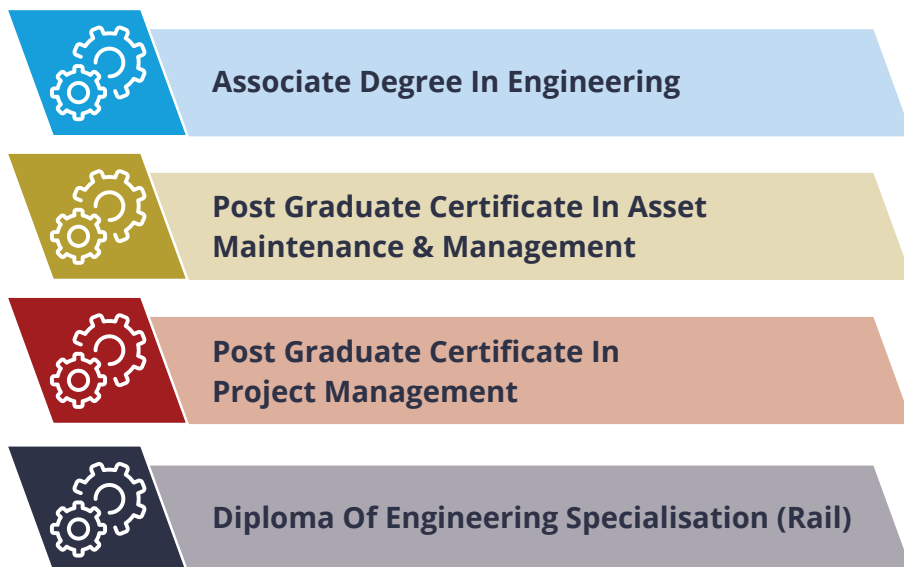 Associate Degree In Engineering
Post Graduate Certificate In Asset
Maintenance & Management
Post Graduate Certificate In
Project Management
Diploma Of Engineering Specialisation (Rail)